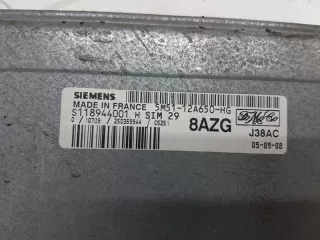 SIEMENS
MADE IN FRANCE 5M51-12A650-HG
S118944001 H SIM 29
8AZG
J38AC
05-09-08